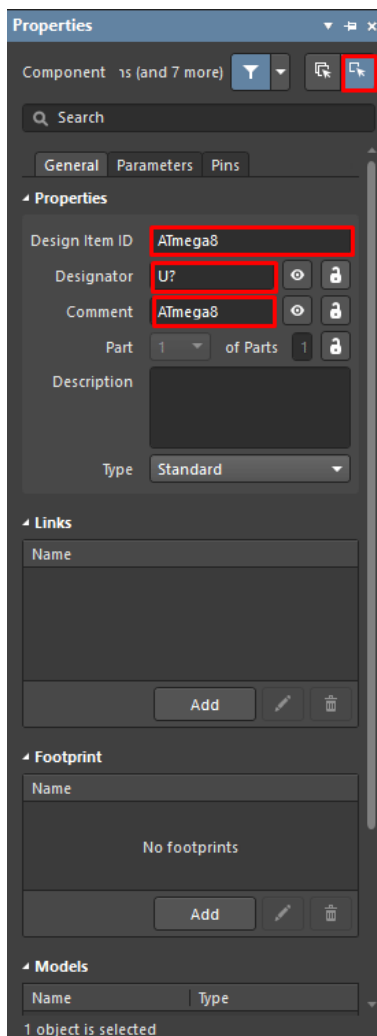 Properties
Component ns (and 7 more)
Search
General Parameters Pins
Properties
Design Item ID ATmega8
Designator U?
Comment ATmega8
Part 1 of Parts 1
Description
Type Standard
Links
Name
Add
Footprint
Name
No footprints
Add
Models
Name Type
1 object is selected